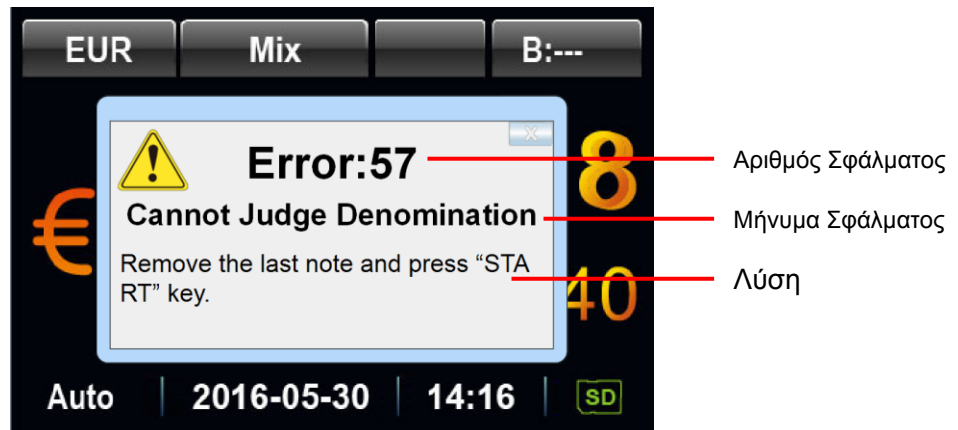 EUR Mix B:---
Error:57
8
Αριθμός Σφάλματος
€
Cannot Judge Denomination
Μήνυμα Σφάλματος
Remove the last note and press “STA
RT” key.
40
Λύση
Auto 2016-05-30 14:16 SD